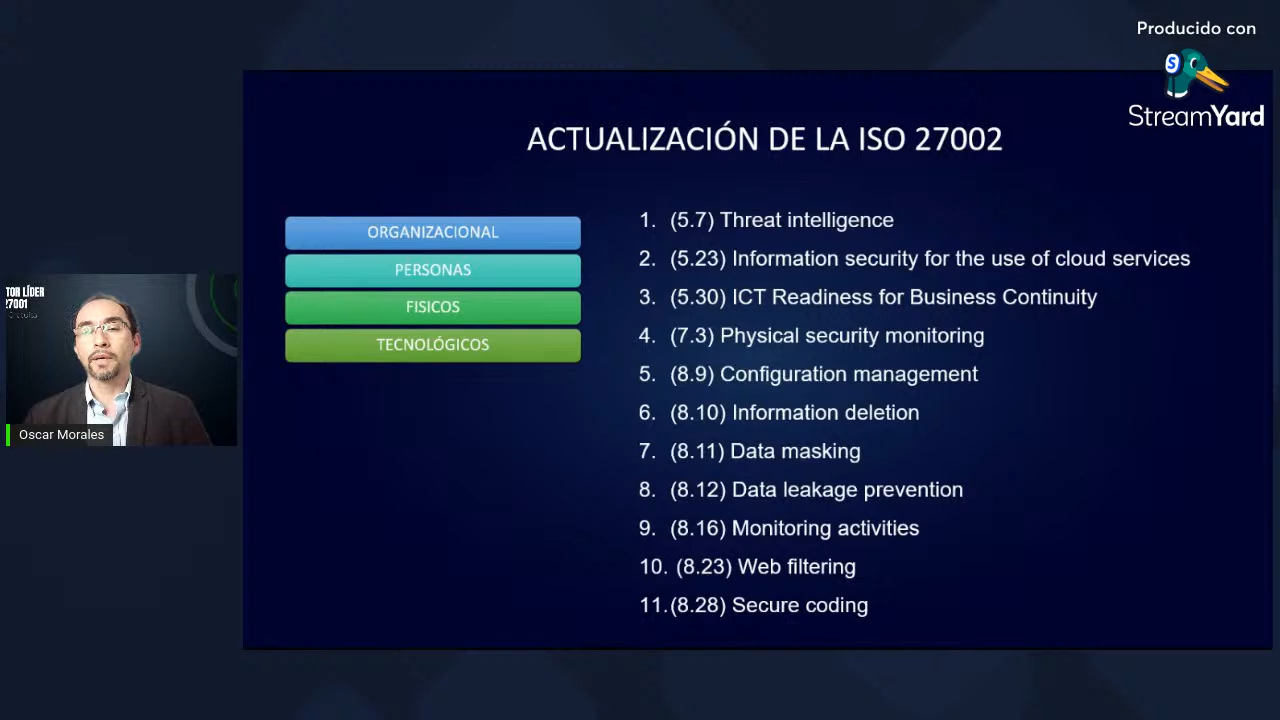 Producido con
StreamYard
ACTUALIZACIÓN DE LA ISO 27002
ORGANIZACIONAL
PERSONAS
FISICOS
TECNOLÓGICOS
1. (5.7) Threat intelligence
2. (5.23) Information security for the use of cloud services
3. (5.30) ICT Readiness for Business Continuity
4. (7.3) Physical security monitoring
5. (8.9) Configuration management
6. (8.10) Information deletion
7. (8.11) Data masking
8. (8.12) Data leakage prevention
9. (8.16) Monitoring activities
10. (8.23) Web filtering
11. (8.28) Secure coding
TOR LÍDER
27001
Oscar Morales